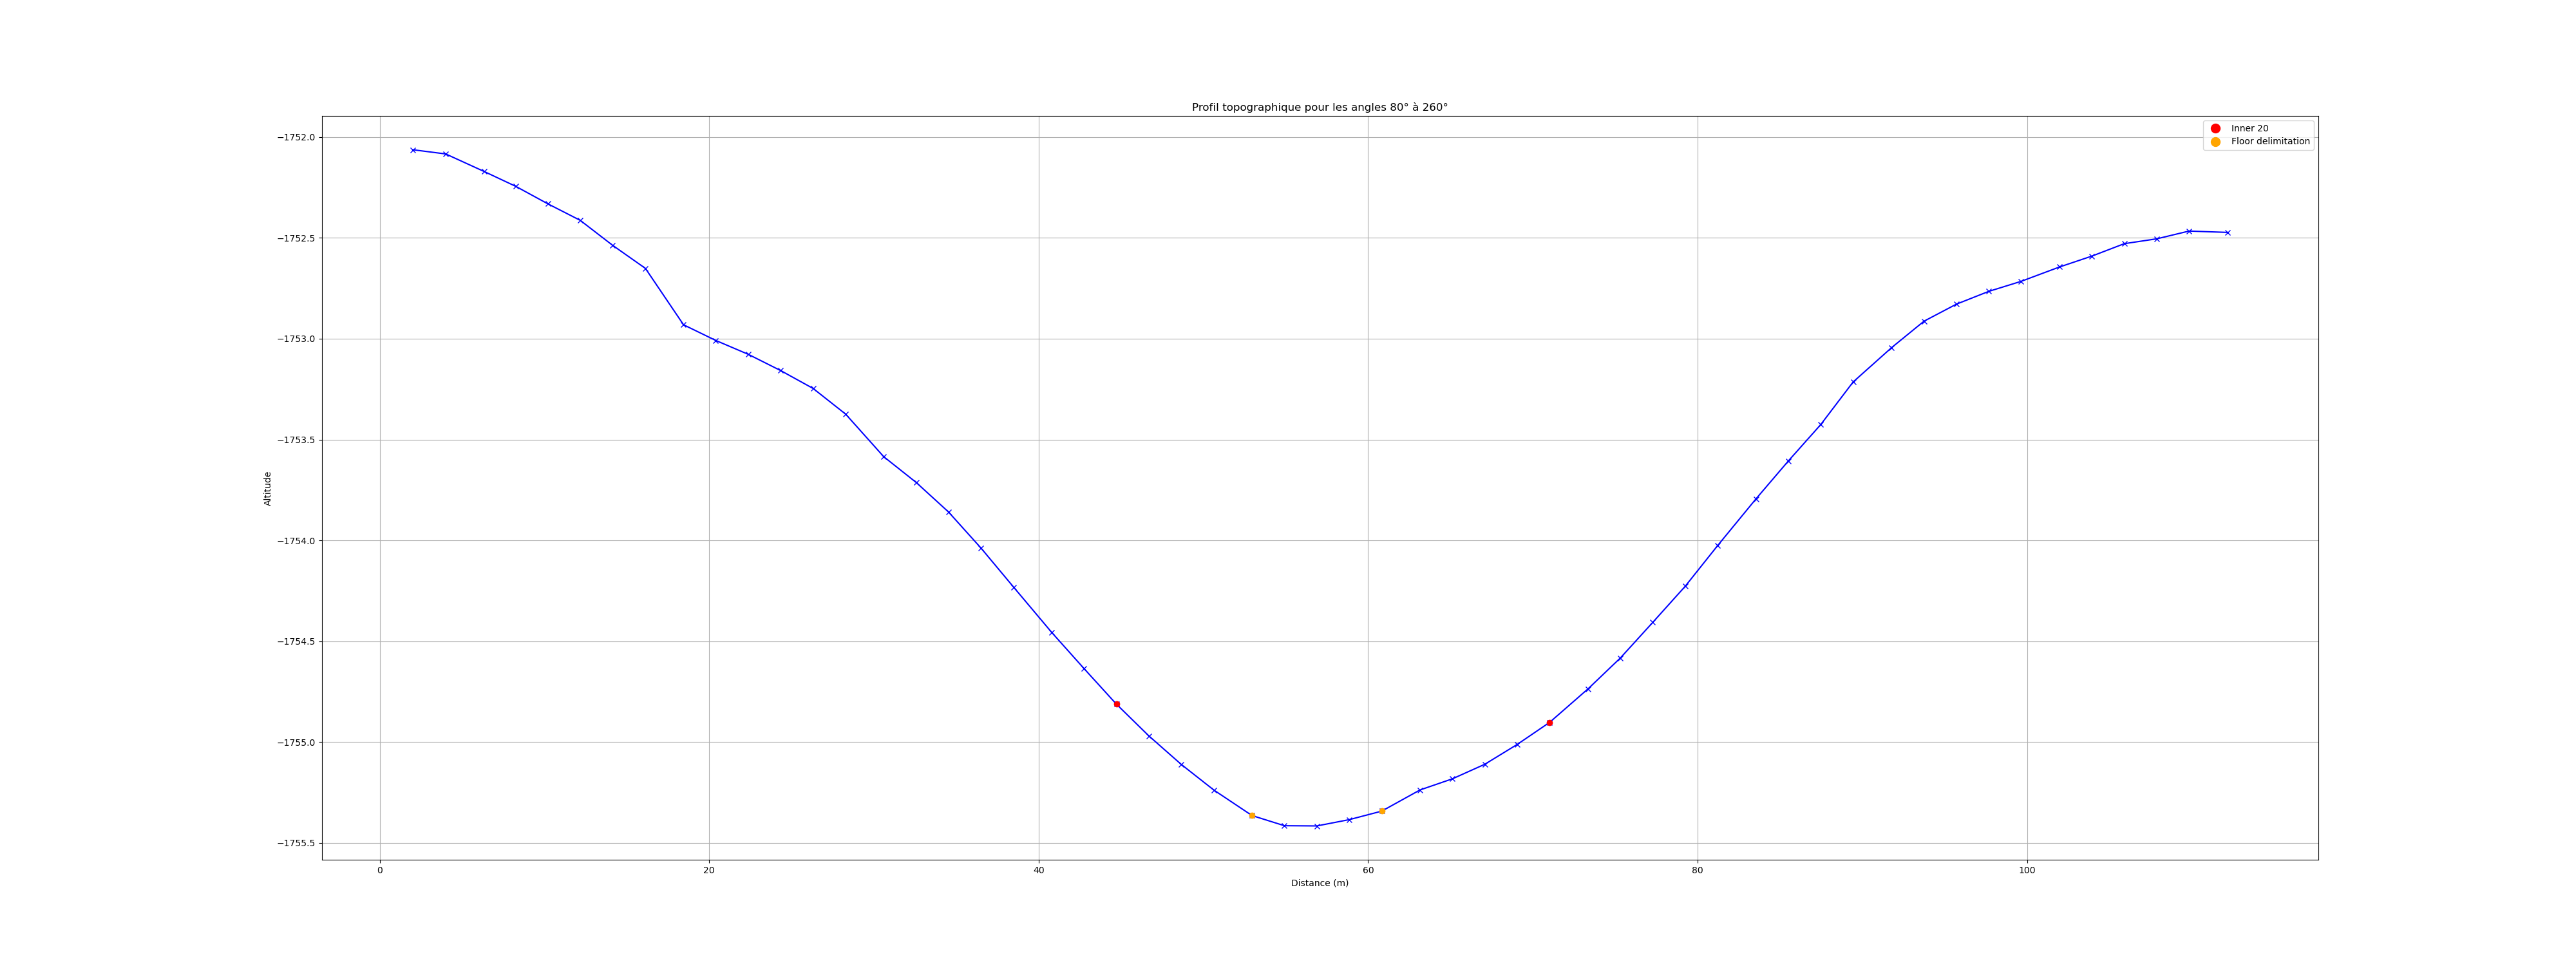 Profil topographique pour les angles 80° à 260°
Inner 20
Floor delimitation
−1752.0
−1752.5
−1753.0
−1753.5
−1754.0
−1754.5
−1755.0
−1755.5
Altitude
0 20 40 60 80 100
Distance (m)